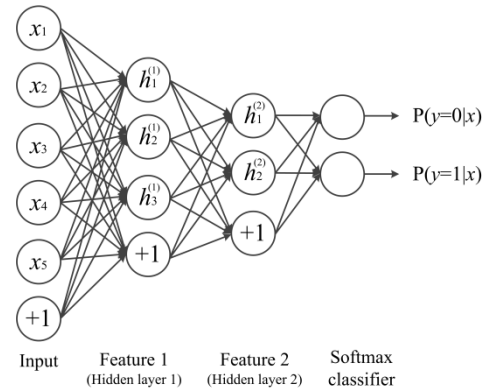 x₁
x₂
x₃
x₄
x₅
+1
h₁⁽¹⁾
h₂⁽¹⁾
h₃⁽¹⁾
+1
h₁⁽²⁾
h₂⁽²⁾
+1
P(y=0|x)
P(y=1|x)
Input
Feature 1
(Hidden layer 1)
Feature 2
(Hidden layer 2)
Softmax
classifier